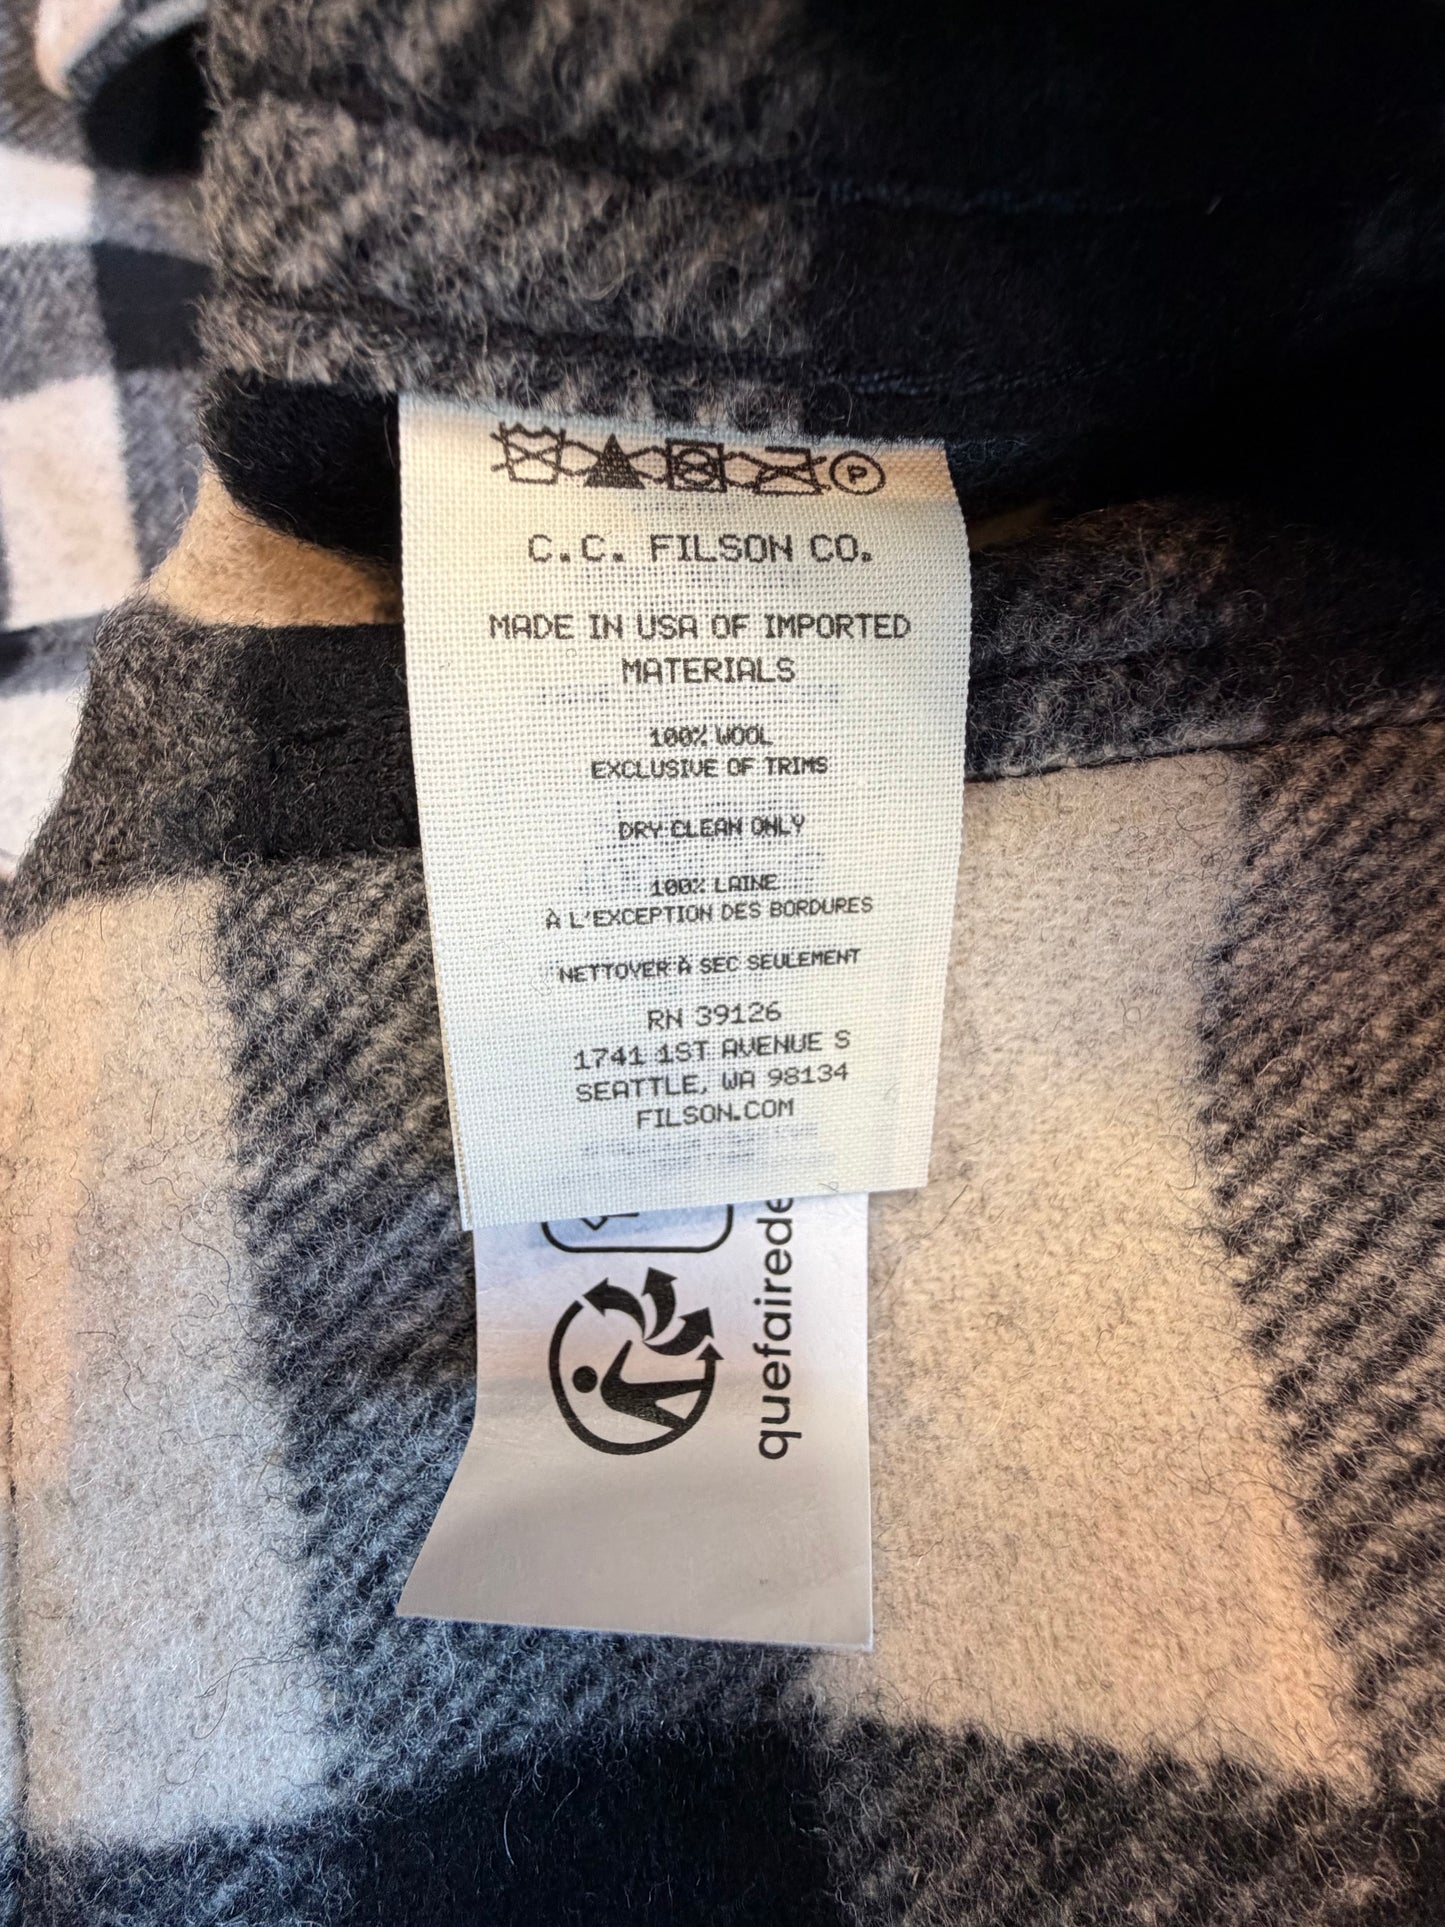 P
C.C. FILSON CO.
MADE IN USA OF IMPORTED
MATERIALS
100% WOOL
EXCLUSIVE OF TRIMS
DRY CLEAN ONLY
100% LAINE
À L'EXCEPTION DES BORDURES
NETTOYER À SEC SEULEMENT
RN 39126
1741 1ST AVENUE S
SEATTLE, WA 98134
FILSON.COM
quefairede